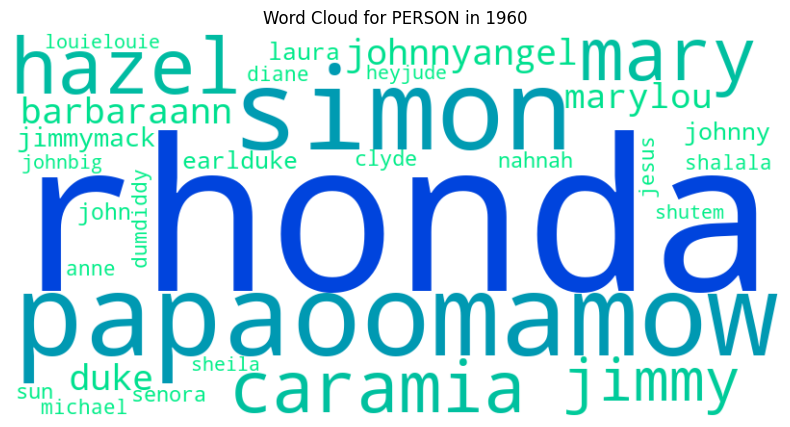 Word Cloud for PERSON in 1960
louielouie
hazel
laura
johnnyangel
mary
diane
heyjude
simon
marylou
barbaraann
jimmymack
johnny
johnbig
earlduke
clyde
nahnah
jesus
shalala
rhonda
john
dumdiddy
shutem
anne
papaoomamow
sheila
duke
caramia
jimmy
sun
senora
michael